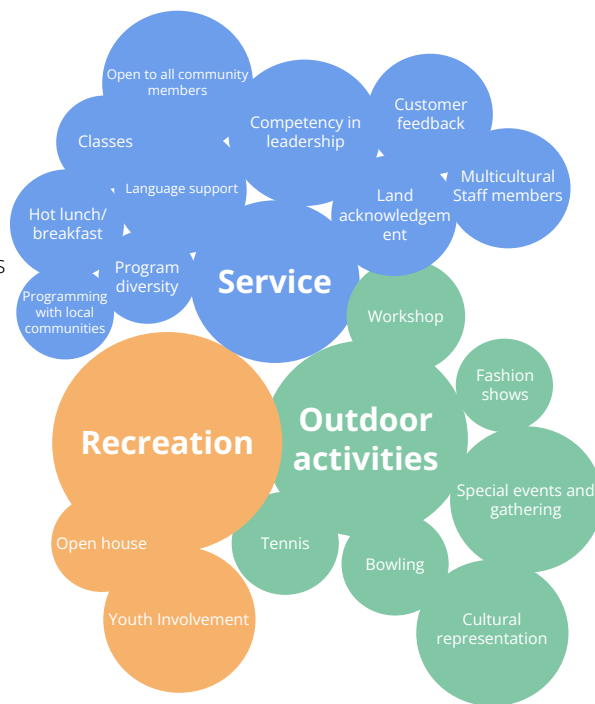 Open to all community
members
Competency in
leadership
Customer
feedback
Classes
Language support
Multicultural
Staff members
Land
acknowledgem
ent
Hot lunch/
breakfast
s
Program
diversity
Service
Programming
with local
communities
Workshop
Fashion
shows
Recreation
Outdoor
activities
Special events and
gathering
Open house
Tennis
Bowling
Youth Involvement
Cultural
representation